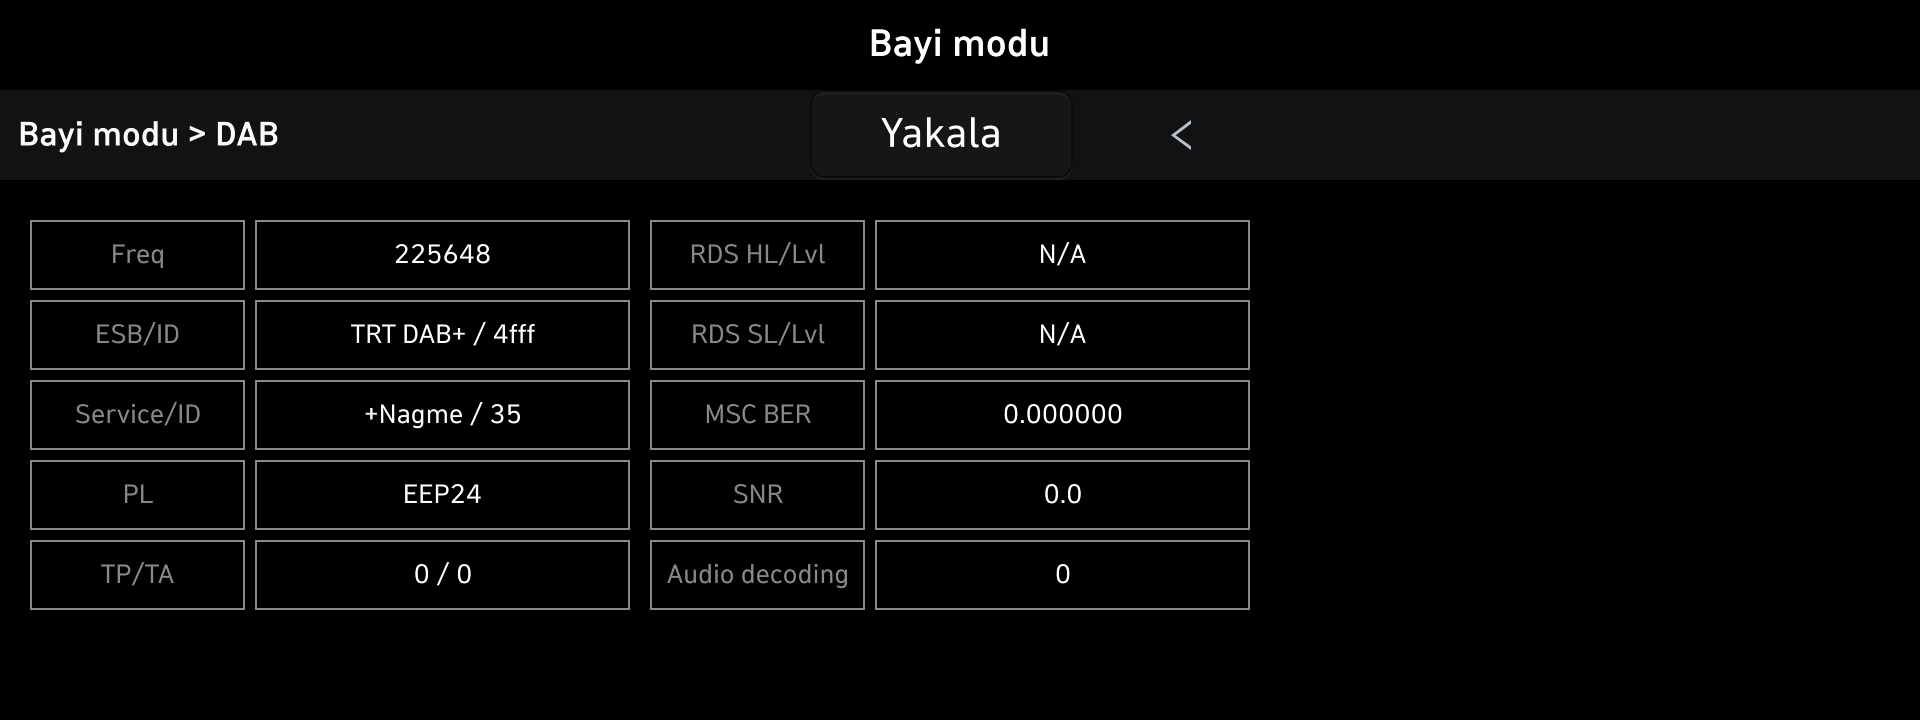 Bayi modu
Bayi modu > DAB
Yakala
<
Freq
225648
RDS HL/Lvl
N/A
ESB/ID
TRT DAB+ / 4fff
RDS SL/Lvl
N/A
Service/ID
+Nagme / 35
MSC BER
0.000000
PL
EEP24
SNR
0.0
TP/TA
0 / 0
Audio decoding
0